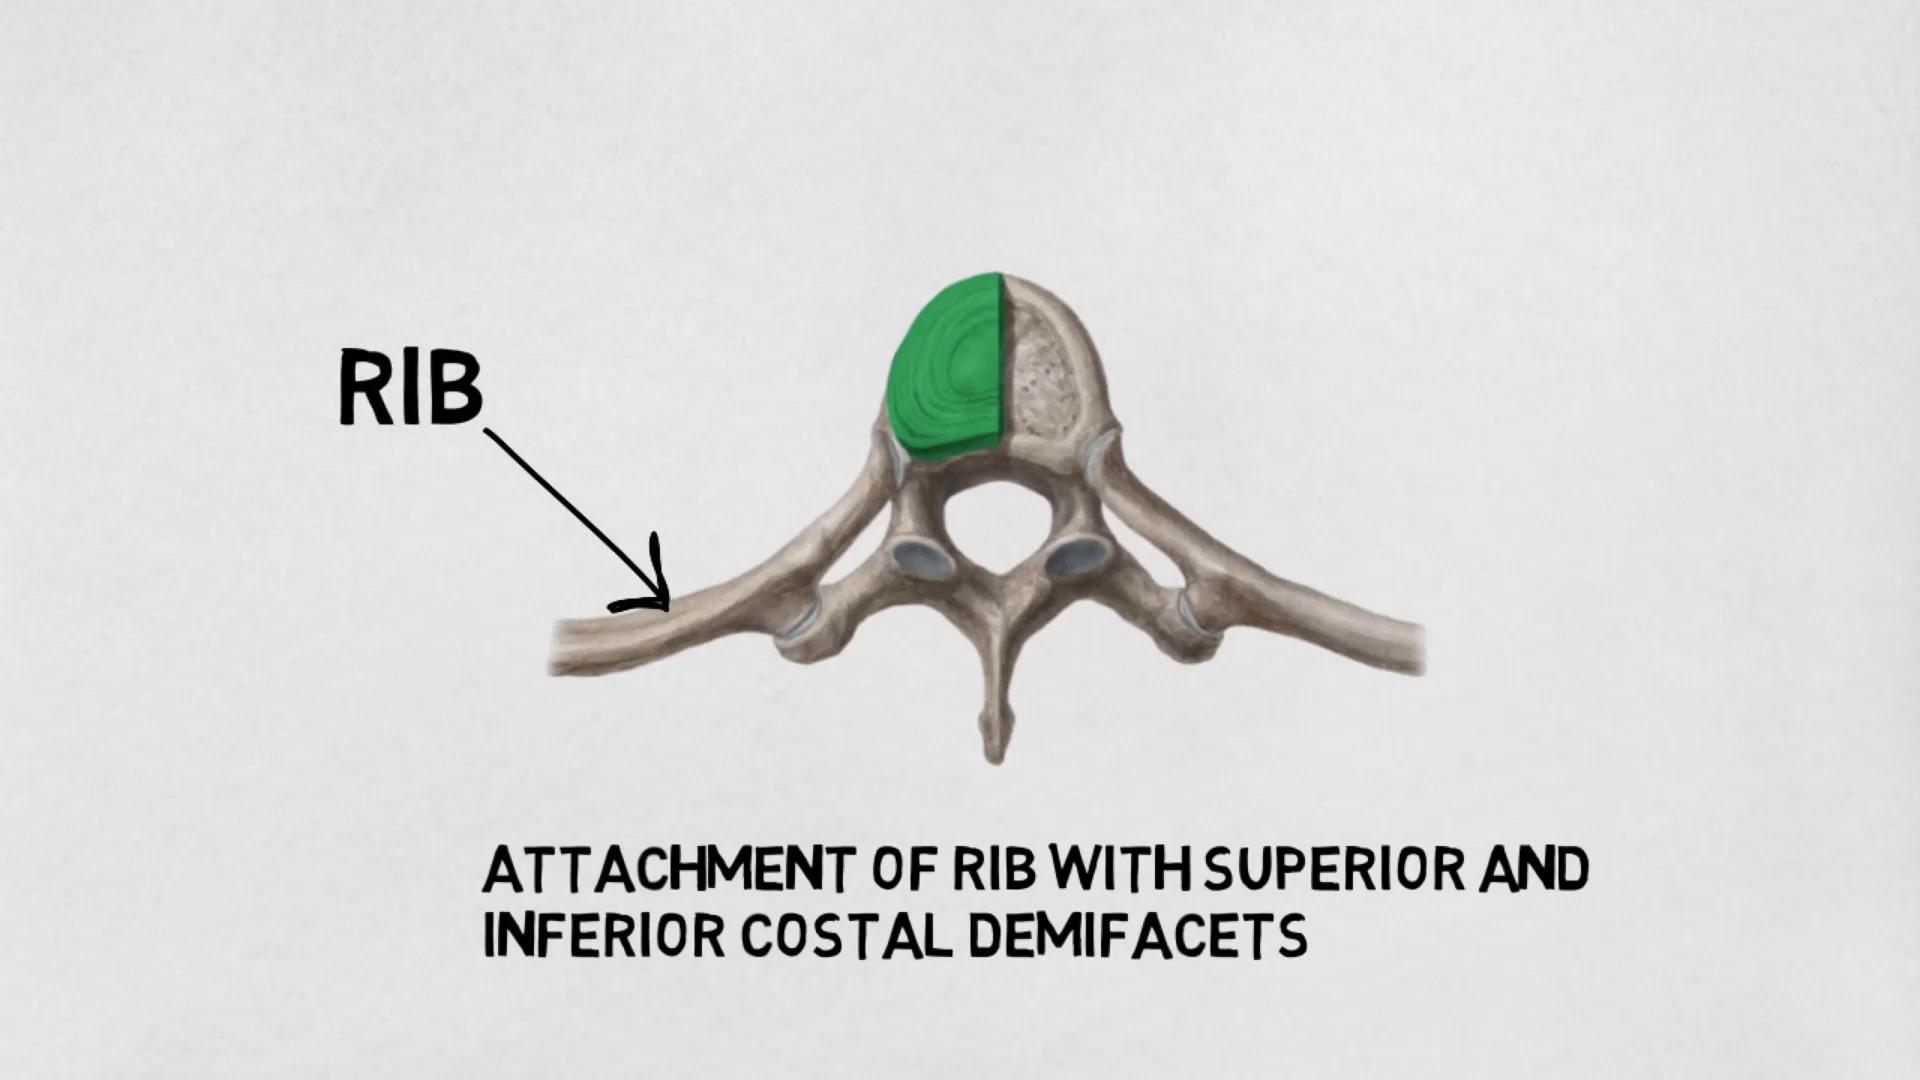 RIB
ATTACHMENT OF RIB WITH SUPERIOR AND
INFERIOR COSTAL DEMIFACETS